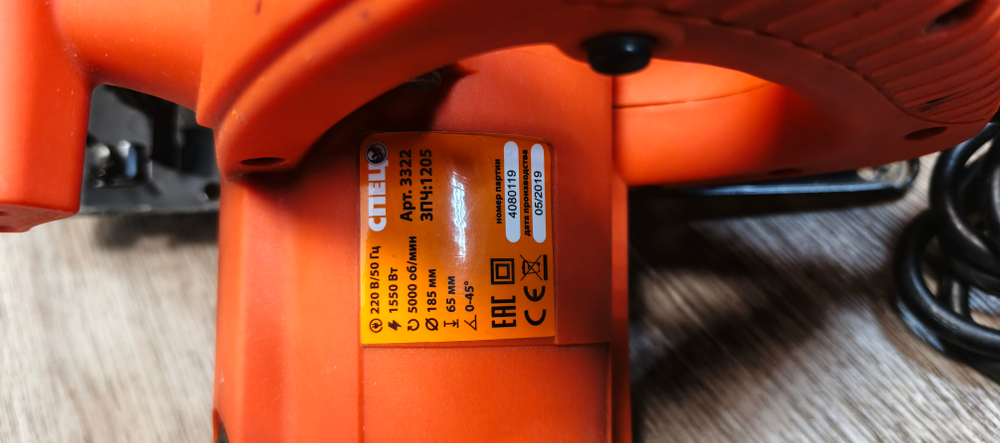 СПЕЦ
Арт. 3322
ЗПЧ:1205
220 В/50 Гц
1550 Вт
5000 об/мин
185 мм
65 мм
0-45°
номер партии
4080119
дата производства
05/2019
EAC
CE